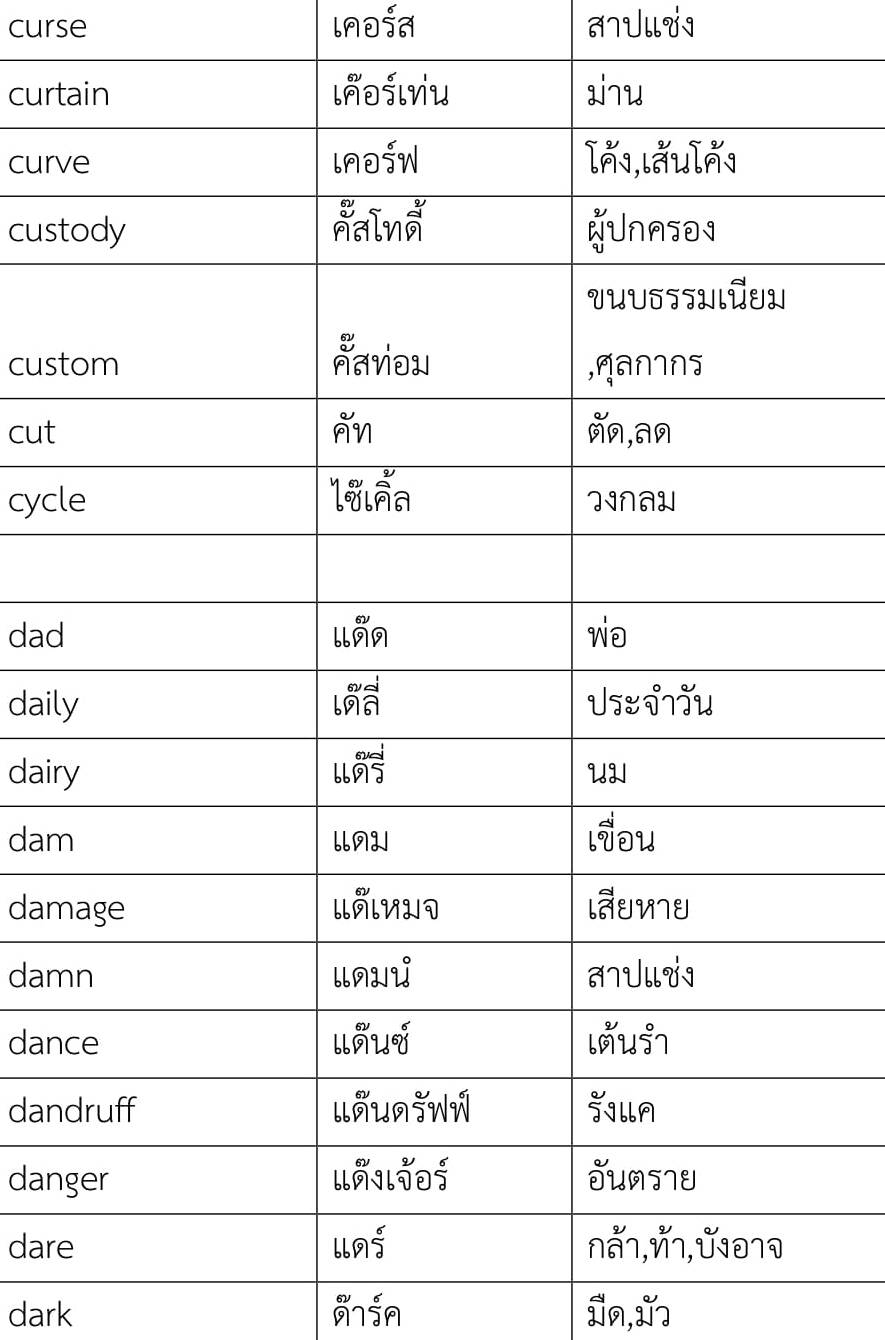 curse เคอร์ส สาปแช่ง
curtain เค๊อร์เท่น ม่าน
curve เคอร์ฟ โค้ง,เส้นโค้ง
custody คั๊สโทดี้ ผู้ปกครอง
ขนบธรรมเนียม
custom คั๊สท่อม ,ศุลกากร
cut คัท ตัด,ลด
cycle ไซ๊เคิ้ล วงกลม
dad แด๊ด พ่อ
daily เด๊ลี่ ประจำวัน
dairy แด๊รี่ นม
dam แดม เขื่อน
damage แด๊เหมจ เสียหาย
damn แดมนํ สาปแช่ง
dance แด๊นซ์ เต้นรำ
dandruff แด๊นดรัฟฟ์ รังแค
danger แด๊งเจ้อร์ อันตราย
dare แดร์ กล้า,ท้า,บังอาจ
dark ด๊าร์ค มืด,มัว